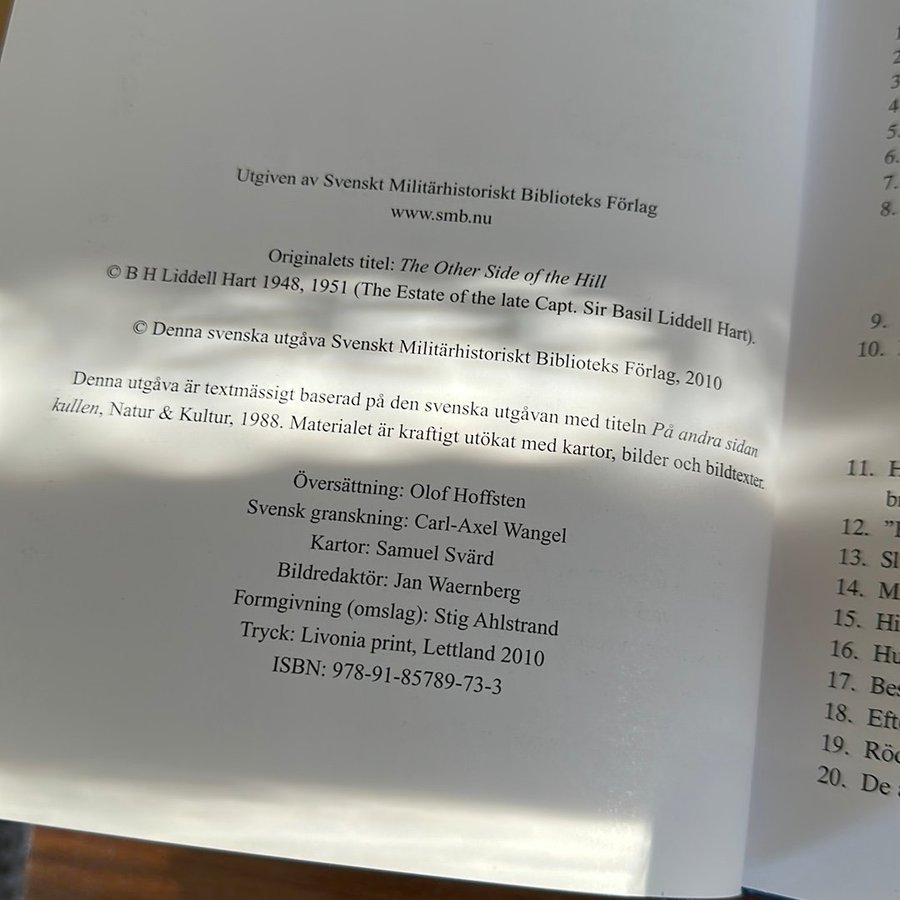 Utgiven av Svenskt Militärhistoriskt Biblioteks Förlag
www.smb.nu
Originalets titel: The Other Side of the Hill
© B H Liddell Hart 1948, 1951 (The Estate of the late Capt. Sir Basil Liddell Hart).
© Denna svenska utgåva Svenskt Militärhistoriskt Biblioteks Förlag, 2010
Denna utgåva är textmässigt baserad på den svenska utgåvan med titeln På andra sidan
kullen, Natur & Kultur, 1988. Materialet är kraftigt utökat med kartor, bilder och bildtexter.
Översättning: Olof Hoffsten
Svensk granskning: Carl-Axel Wangel
Kartor: Samuel Svärd
Bildredaktör: Jan Waernberg
Formgivning (omslag): Stig Ahlstrand
Tryck: Livonia print, Lettland 2010
ISBN: 978-91-85789-73-3
1
2
3
4
5.
6.
7.
8.
9.
10.
11.
12.
13.
14.
15.
16.
17.
18.
19.
20. De